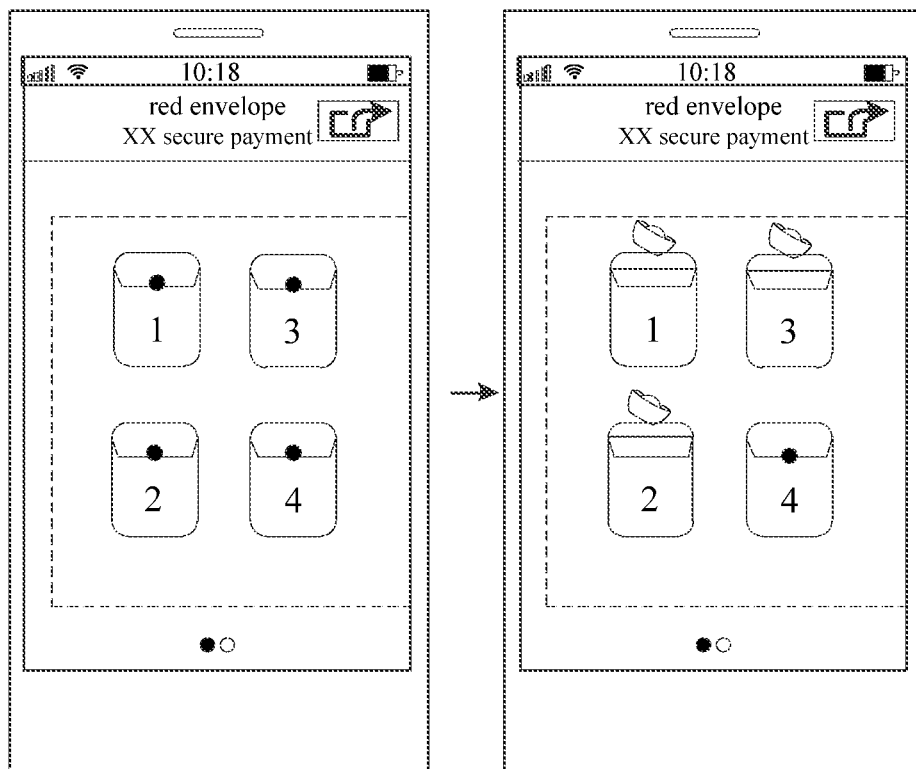 10:18
red envelope
XX secure payment
1 3
2 4
10:18
red envelope
XX secure payment
1 3
2 4